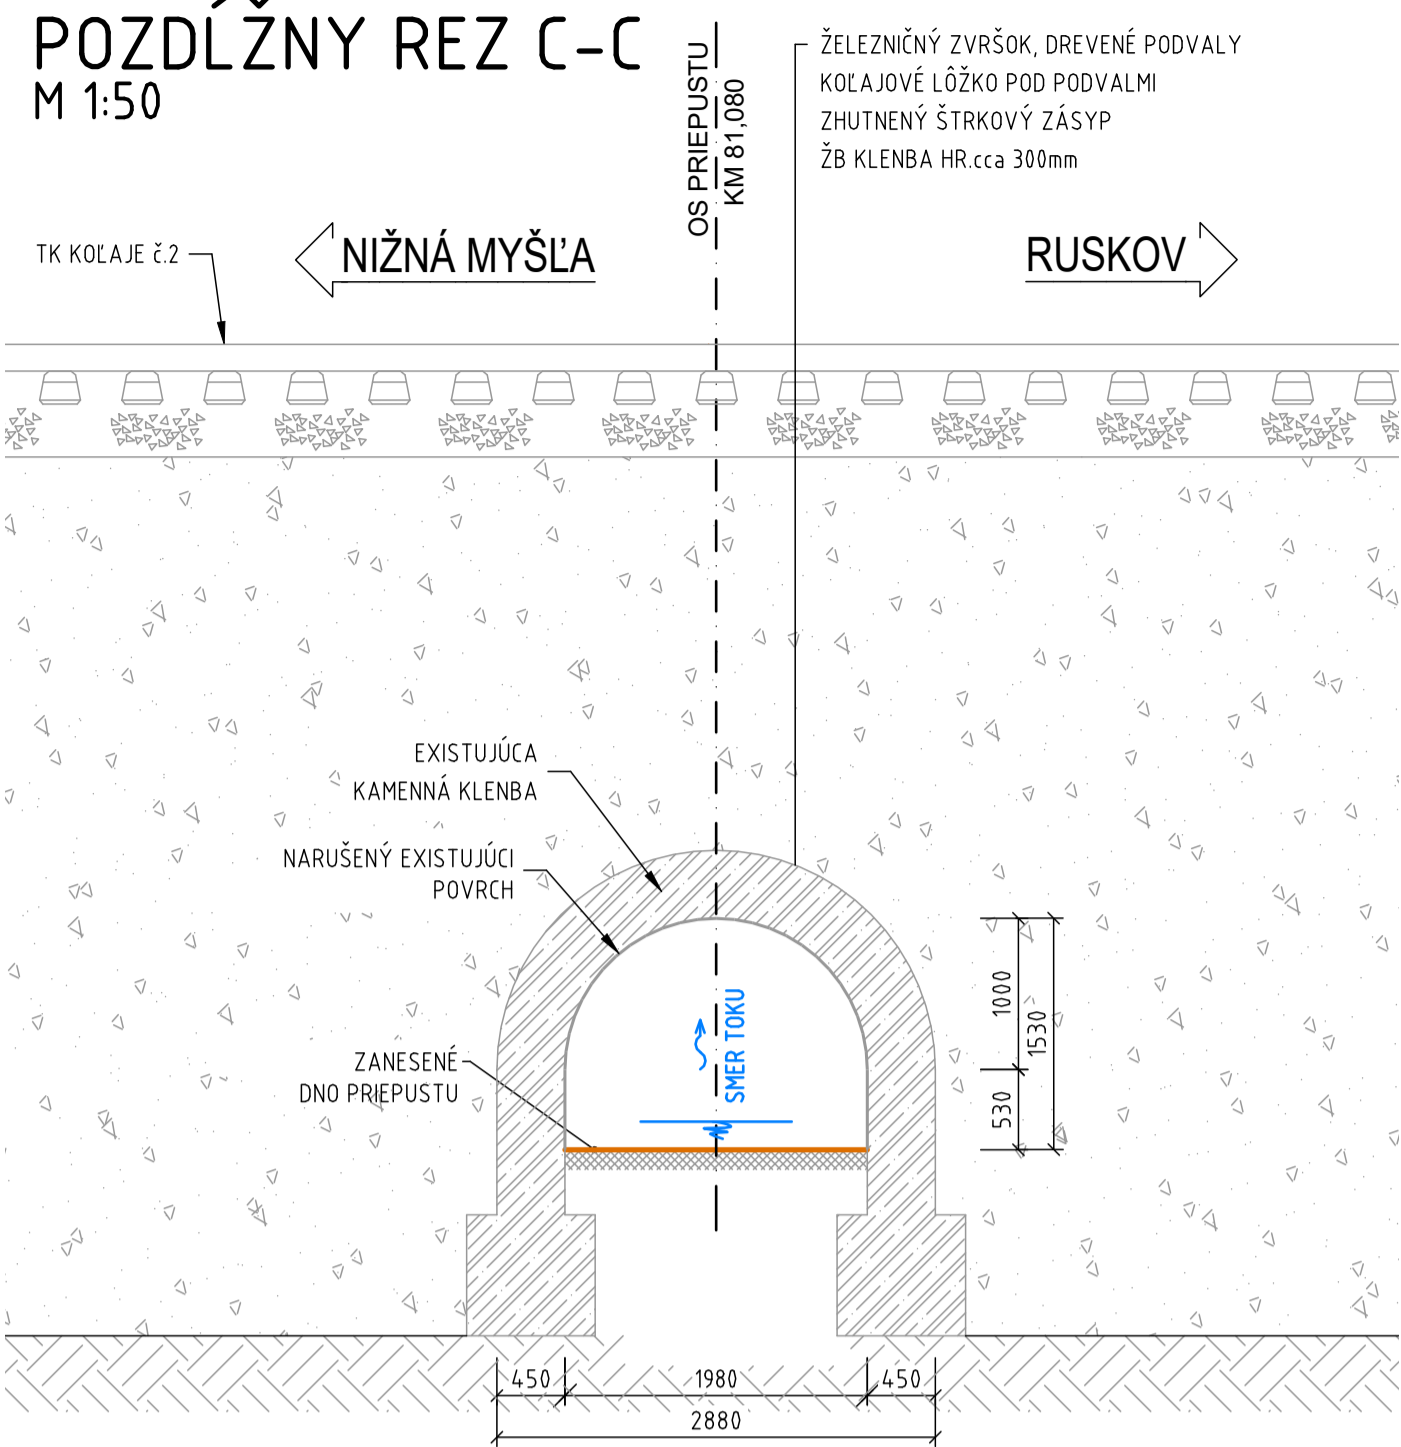 POZDĹŽNY REZ C-C
M 1:50
OS PRIEPUSTU
KM 81,080
ŽELEZNIČNÝ ZVRŠOK, DREVENÉ PODVALY
KOĽAJOVÉ LÔŽKO POD PODVALMI
ZHUTNENÝ ŠTRKOVÝ ZÁSYP
ŽB KLENBA HR.cca 300mm
TK KOĽAJE č.2
NIŽNÁ MYŠĽA
RUSKOV
EXISTUJÚCA
KAMENNÁ KLENBA
NARUŠENÝ EXISTUJÚCI
POVRCH
ZANESENÉ
DNO PRIEPUSTU
SMER TOKU
1000
1530
530
450
1980
450
2880